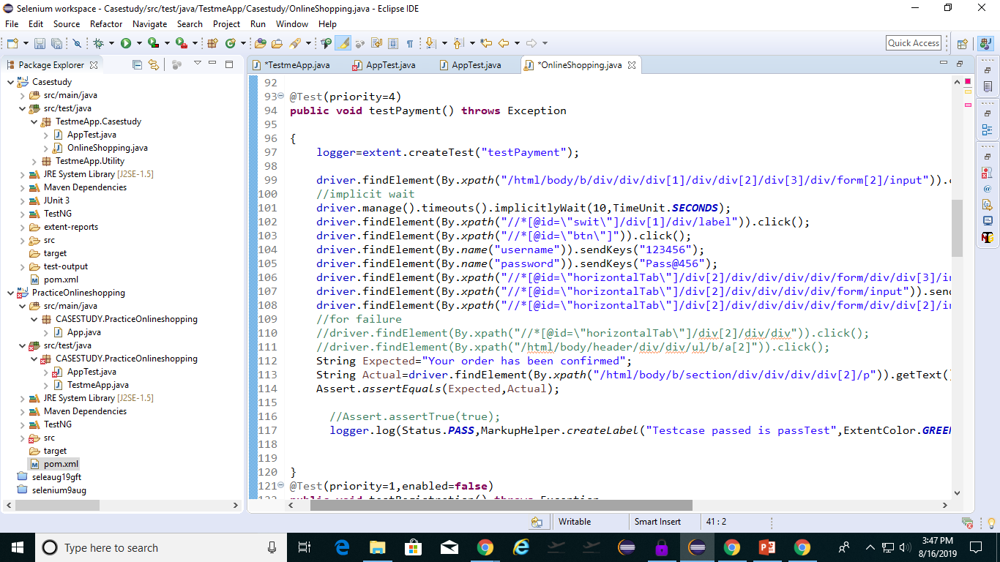 Selenium workspace - Casestudy/src/test/java/TestmeApp/Casestudy/OnlineShopping.java - Eclipse IDE
File Edit Source Refactor Navigate Search Project Run Window Help
Quick Access
Package Explorer
*TestmeApp.java AppTest.java AppTest.java *OnlineShopping.java
Casestudy
src/main/java
src/test/java
TestmeApp.Casestudy
AppTest.java
OnlineShopping.java
TestmeApp.Utility
JRE System Library [J2SE-1.5]
Maven Dependencies
JUnit 3
TestNG
extent-reports
src
target
test-output
pom.xml
PracticeOnlineshopping
src/main/java
CASESTUDY.PracticeOnlineshopping
App.java
src/test/java
CASESTUDY.PracticeOnlineshopping
AppTest.java
TestmeApp.java
JRE System Library [J2SE-1.5]
Maven Dependencies
TestNG
src
target
pom.xml
seleaug19gft
selenium9aug
92
93 @Test(priority=4)
94 public void testPayment() throws Exception
95
96 {
97 logger=extent.createTest("testPayment");
98
99 driver.findElement(By.xpath("/html/body/b/div/div/div[1]/div/div[2]/div[3]/div/form[2]/input")).c
100 //implicit wait
101 driver.manage().timeouts().implicitlyWait(10,TimeUnit.SECONDS);
102 driver.findElement(By.xpath("//*[@id=\"swit\"]/div[1]/div/label")).click();
103 driver.findElement(By.xpath("//*[@id=\"btn\"]")).click();
104 driver.findElement(By.name("username")).sendKeys("123456");
105 driver.findElement(By.name("password")).sendKeys("Pass@456");
106 driver.findElement(By.xpath("//*[@id=\"horizontalTab\"]/div[2]/div/div/div/div/form/div/div[3]/in
107 driver.findElement(By.xpath("//*[@id=\"horizontalTab\"]/div[2]/div/div/div/div/form/input")).send
108 driver.findElement(By.xpath("//*[@id=\"horizontalTab\"]/div[2]/div/div/div/div/form/div/div[2]/in
109 //for failure
110 //driver.findElement(By.xpath("//*[@id=\"horizontalTab\"]/div[2]/div/div")).click();
111 //driver.findElement(By.xpath("/html/body/header/div/div/ul/b/a[2]")).click();
112 String Expected="Your order has been confirmed";
113 String Actual=driver.findElement(By.xpath("/html/body/b/section/div/div/div/div[2]/p")).getText()
114 Assert.assertEquals(Expected,Actual);
115
116 //Assert.assertTrue(true);
117 logger.log(Status.PASS,MarkupHelper.createLabel("Testcase passed is passTest",ExtentColor.GREEN
118
119
120 }
121 @Test(priority=1,enabled=false)
122 public void testRegistration() throws Exception
Writable Smart Insert 41 : 2
Type here to search
3:47 PM
8/16/2019